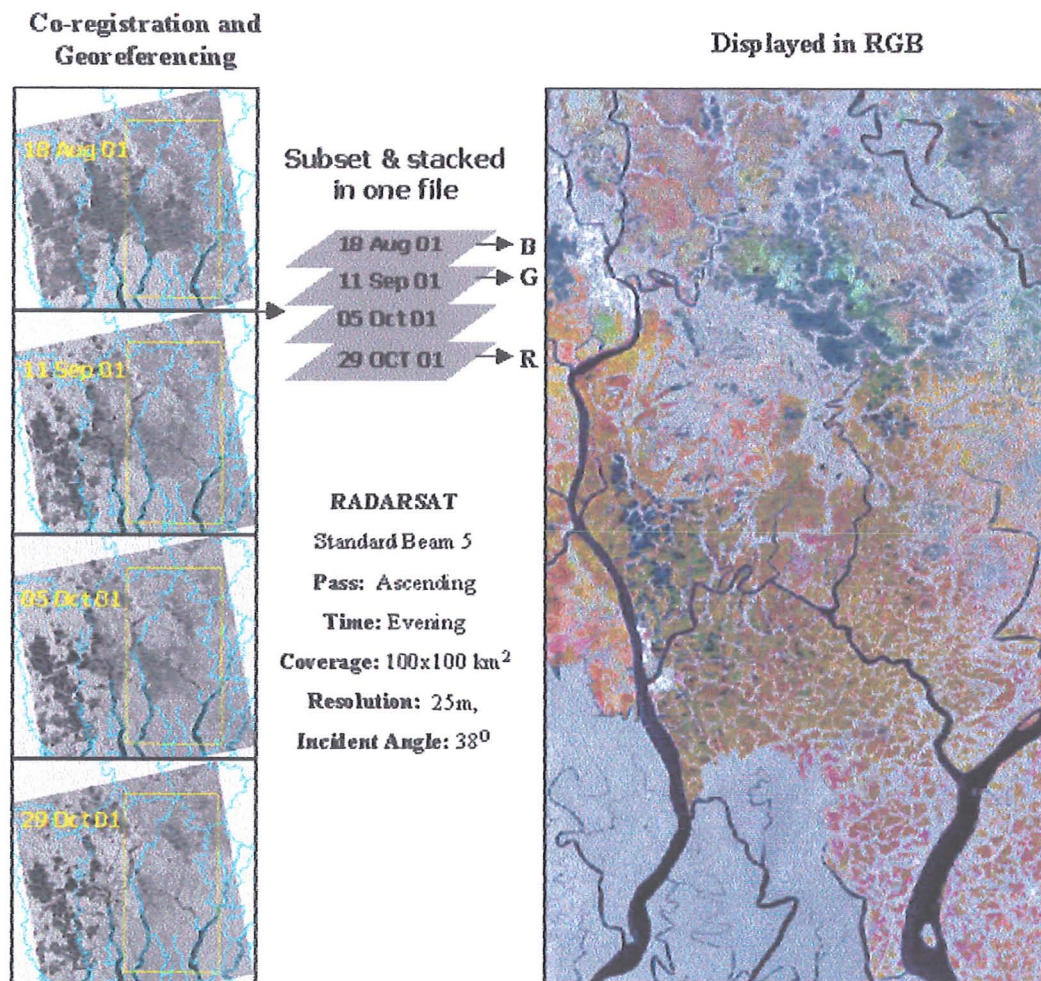 Co-registration and
Georeferencing
Displayed in RGB
18 Aug 01
11 Sep 01
05 Oct 01
29 Oct 01
Subset & stacked
in one file
18 Aug 01 B
11 Sep 01 G
05 Oct 01
29 OCT 01 R
RADARSAT
Standard Beam 5
Pass: Ascending
Time: Evening
Coverage: 100x100 km²
Resolution: 25m,
Incident Angle: 38⁰